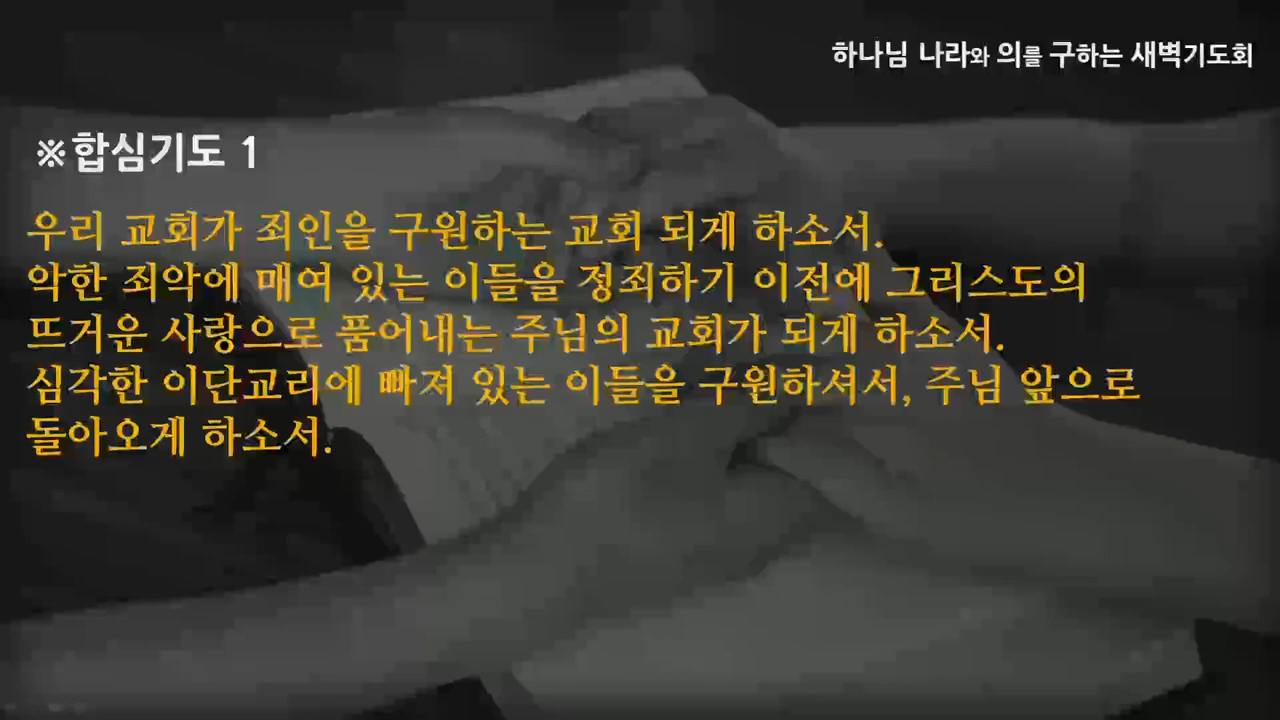 하나님 나라와 의를 구하는 새벽기도회
※합심기도 1
우리 교회가 죄인을 구원하는 교회 되게 하소서.
악한 죄악에 매여 있는 이들을 정죄하기 이전에 그리스도의
뜨거운 사랑으로 품어내는 주님의 교회가 되게 하소서.
심각한 이단교리에 빠져 있는 이들을 구원하셔서, 주님 앞으로
돌아오게 하소서.